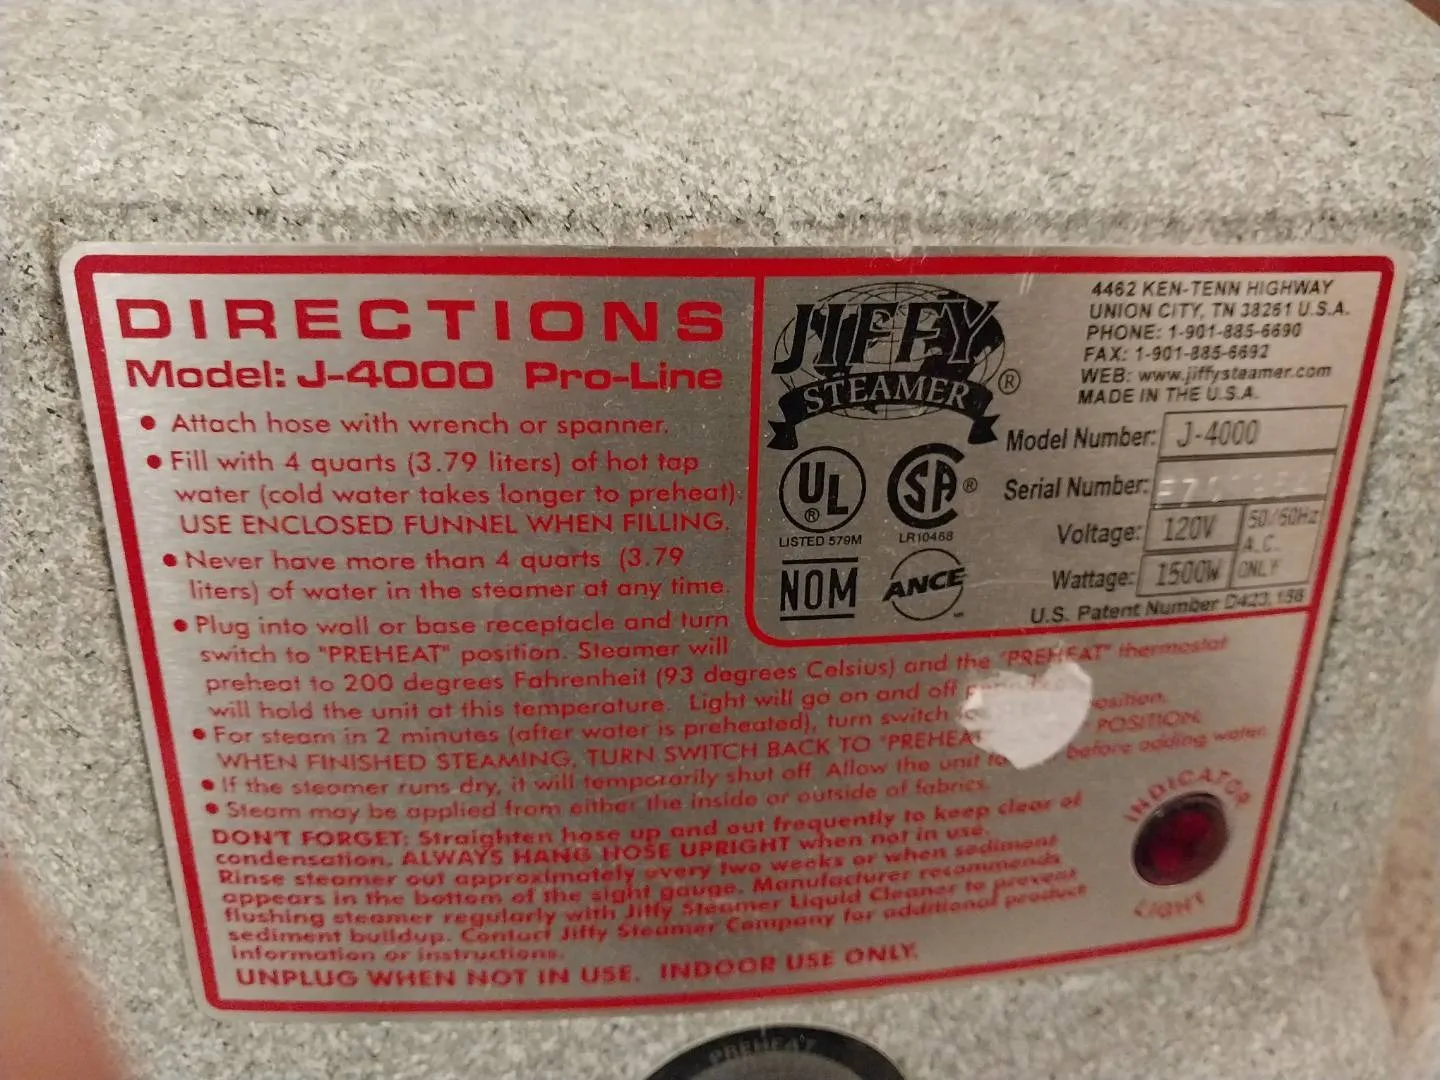 DIRECTIONS
Model: J-4000 Pro-Line
• Attach hose with wrench or spanner.
• Fill with 4 quarts (3.79 liters) of hot tap
water (cold water takes longer to preheat).
USE ENCLOSED FUNNEL WHEN FILLING.
• Never have more than 4 quarts (3.79
liters) of water in the steamer at any time.
• Plug into wall or base receptacle and turn
switch to "PREHEAT" position. Steamer will
preheat to 200 degrees Fahrenheit (93 degrees Celsius) and the "PREHEAT" thermostat
will hold the unit at this temperature. Light will go on and off
• For steam in 2 minutes (after water is preheated), turn switch position.
WHEN FINISHED STEAMING, TURN SWITCH BACK TO "PREHEAT POSITION.
• If the steamer runs dry, it will temporarily shut off. Allow the unit to before adding water.
• Steam may be applied from either the inside or outside of fabrics.
DON'T FORGET: Straighten hose up and out frequently to keep clear of
condensation. ALWAYS HANG HOSE UPRIGHT when not in use.
Rinse steamer out approximately every two weeks or when sediment
appears in the bottom of the sight gauge. Manufacturer recommends
flushing steamer regularly with Jiffy Steamer Liquid Cleaner to prevent
sediment buildup. Contact Jiffy Steamer Company for additional product
information or instructions.
UNPLUG WHEN NOT IN USE. INDOOR USE ONLY.
JIFFY
STEAMER ®
4462 KEN-TENN HIGHWAY
UNION CITY, TN 38261 U.S.A.
PHONE: 1-901-885-6690
FAX: 1-901-885-6692
WEB: www.jiffysteamer.com
MADE IN THE U.S.A.
UL ®
LISTED 579M
CSA ®
LR10468
NOM
ANCE
Model Number: J-4000
Serial Number:
Voltage: 120V 50/60Hz
A.C.
Wattage: 1500W ONLY
U.S. Patent Number D423,158
INDICATOR
LIGHT
PREHEAT